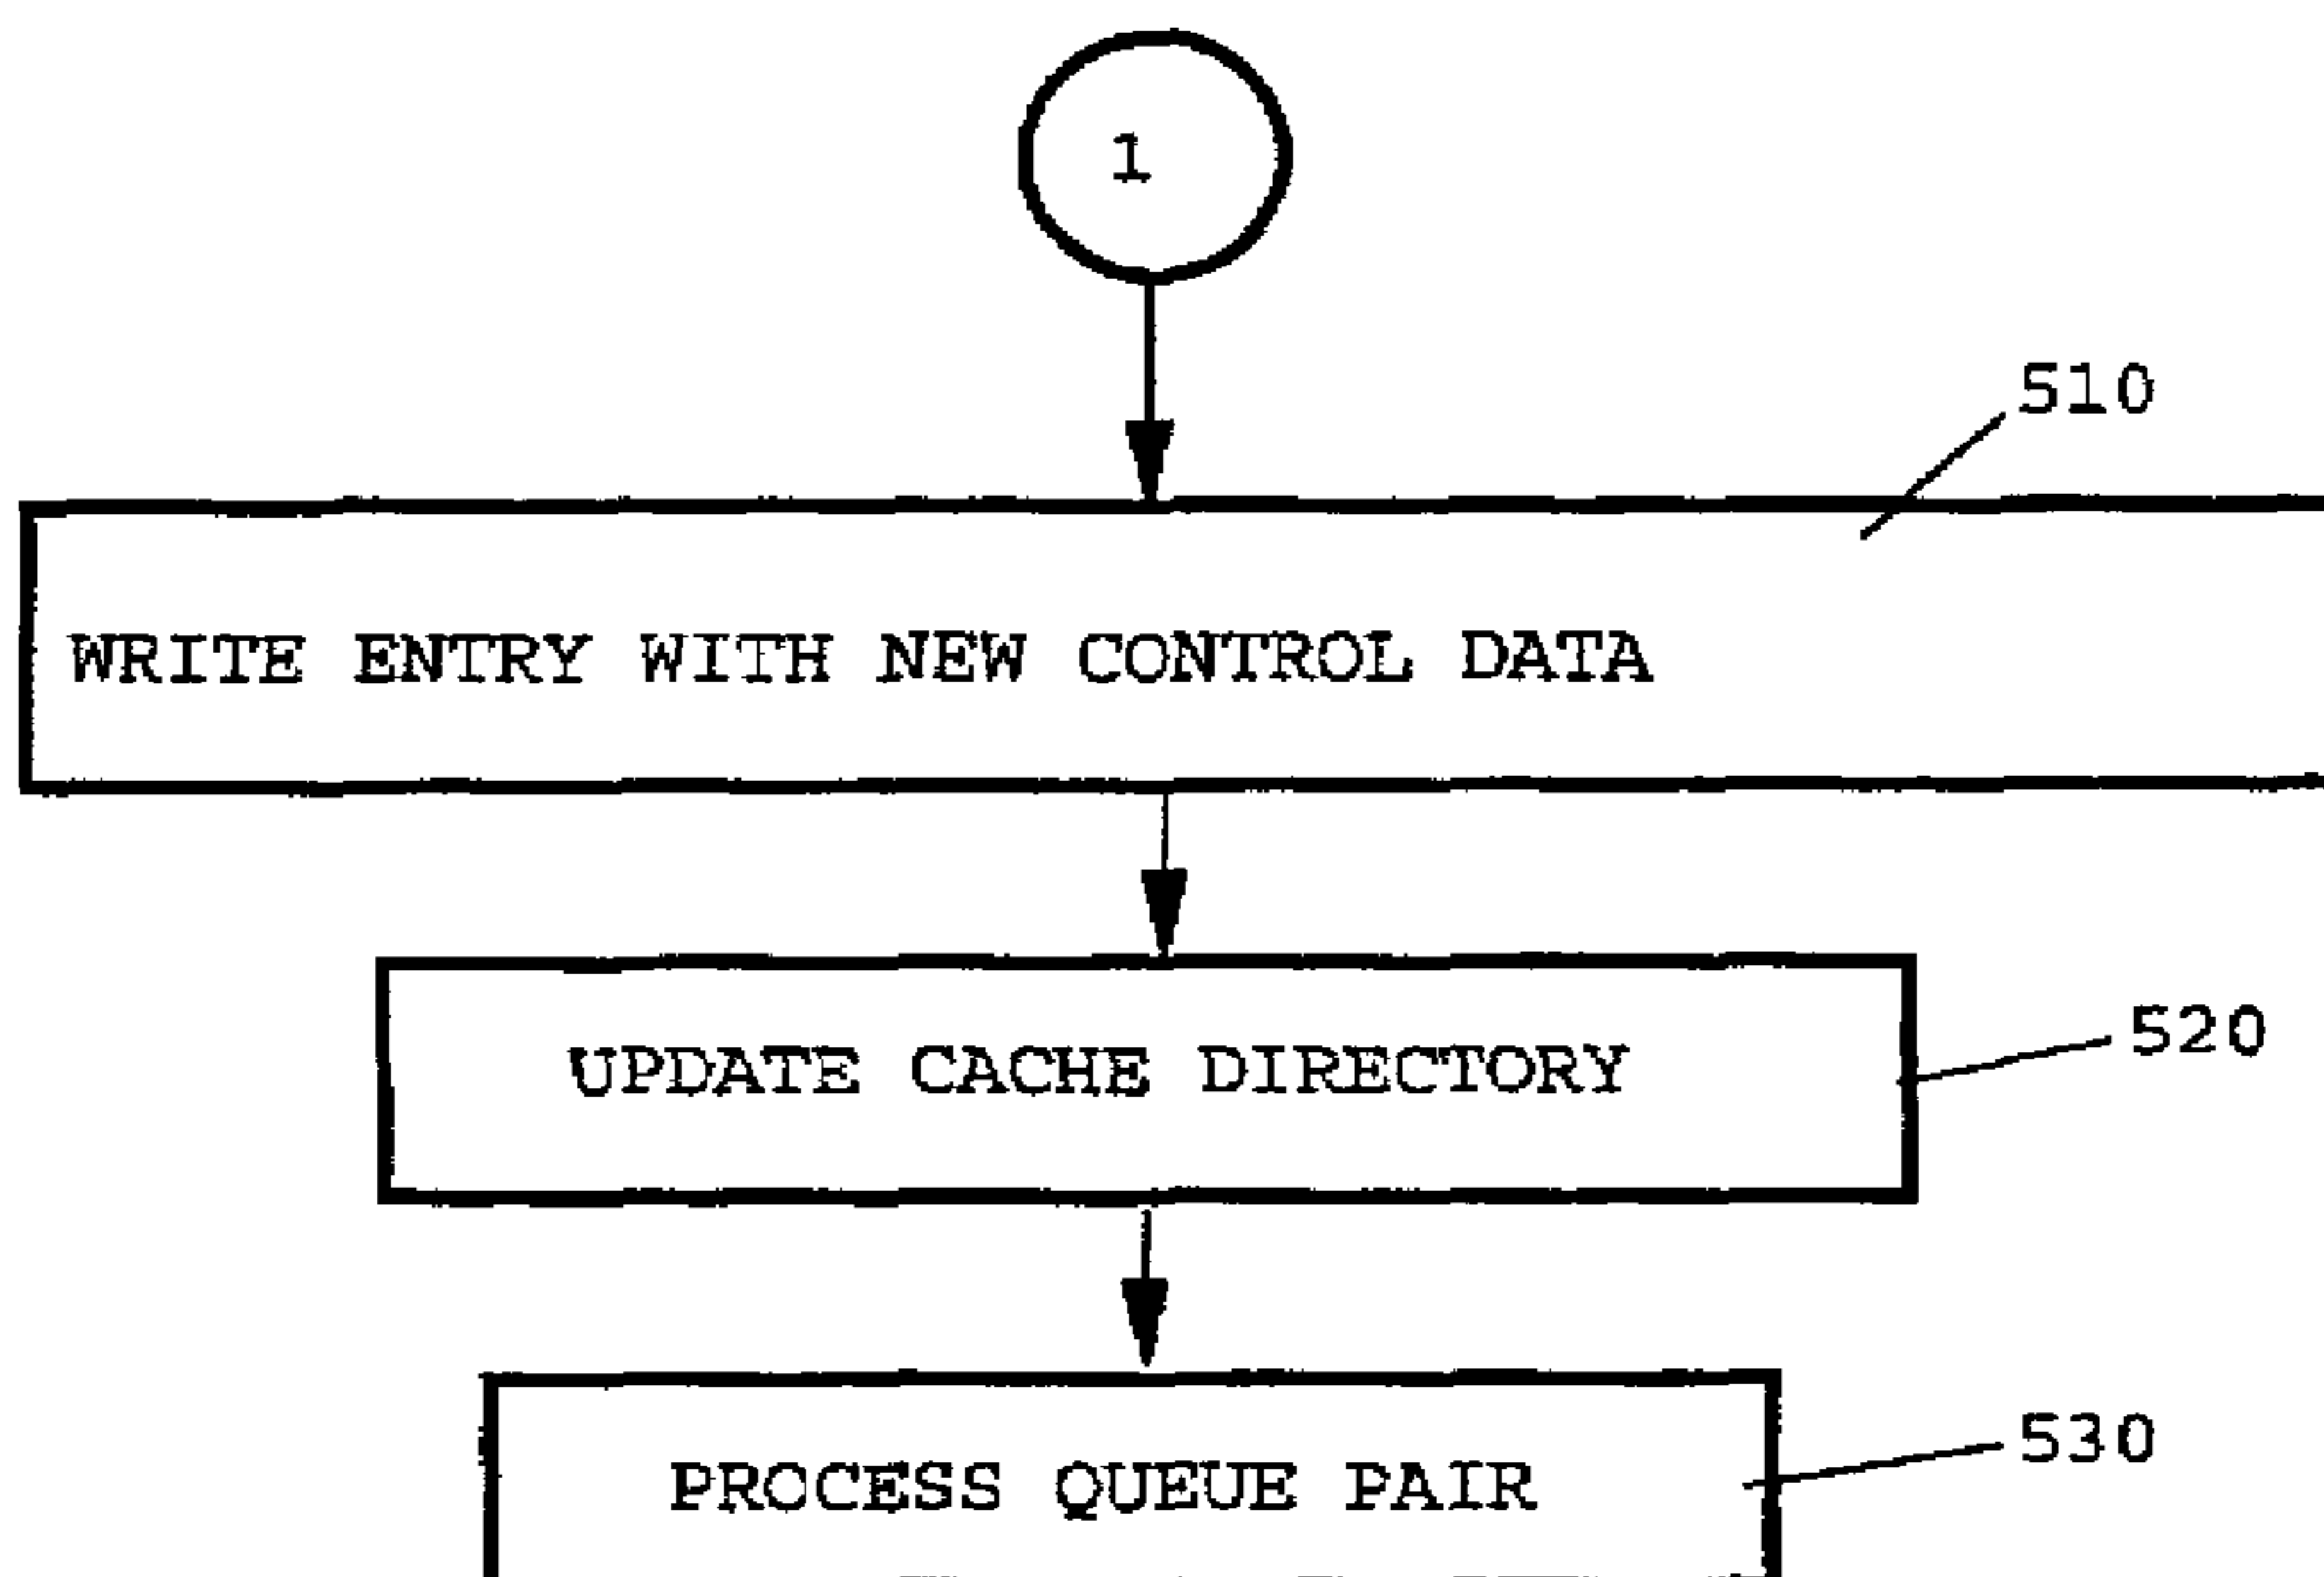 1
510
WRITE ENTRY WITH NEW CONTROL DATA
520
UPDATE CACHE DIRECTORY
530
PROCESS QUEUE PAIR